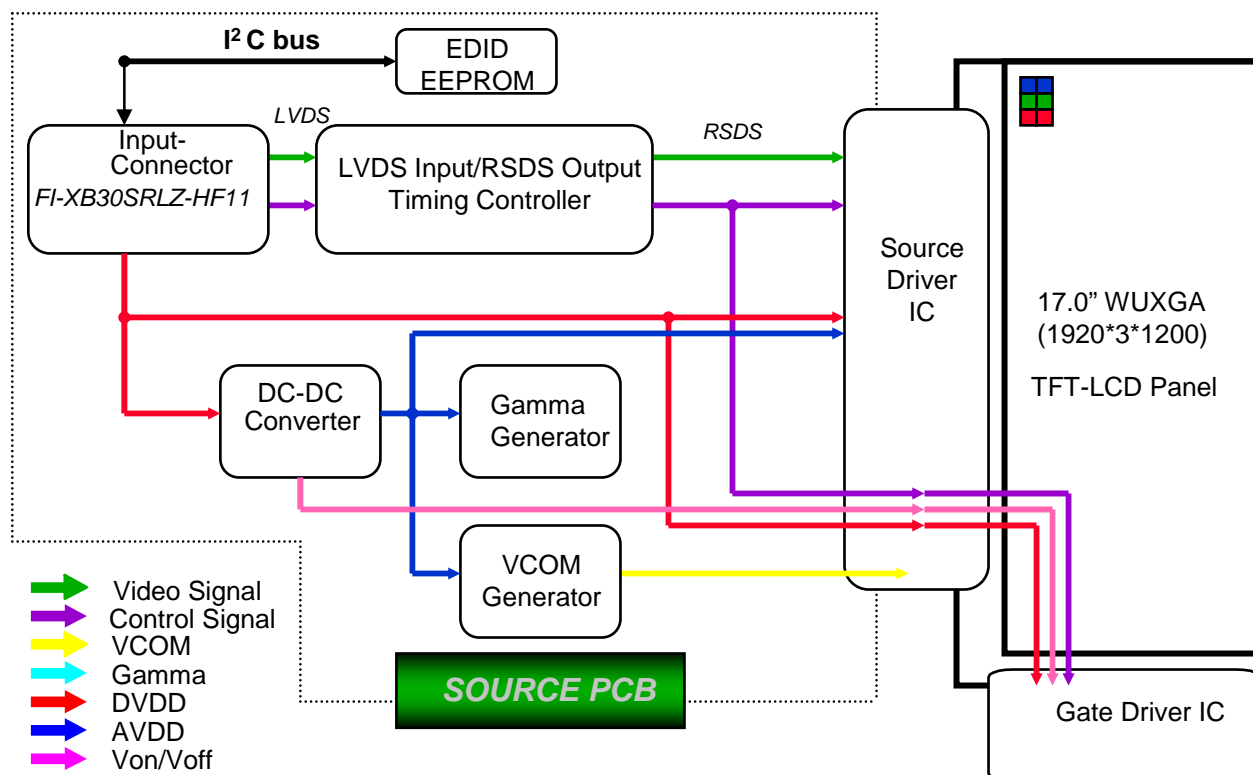 I² C bus
EDID
EEPROM
LVDS
RSDS
Input-
Connector
FI-XB30SRLZ-HF11
LVDS Input/RSDS Output
Timing Controller
Source
Driver
IC
17.0” WUXGA
(1920*3*1200)
TFT-LCD Panel
DC-DC
Converter
Gamma
Generator
VCOM
Generator
Video Signal
Control Signal
VCOM
Gamma
DVDD
AVDD
Von/Voff
SOURCE PCB
Gate Driver IC